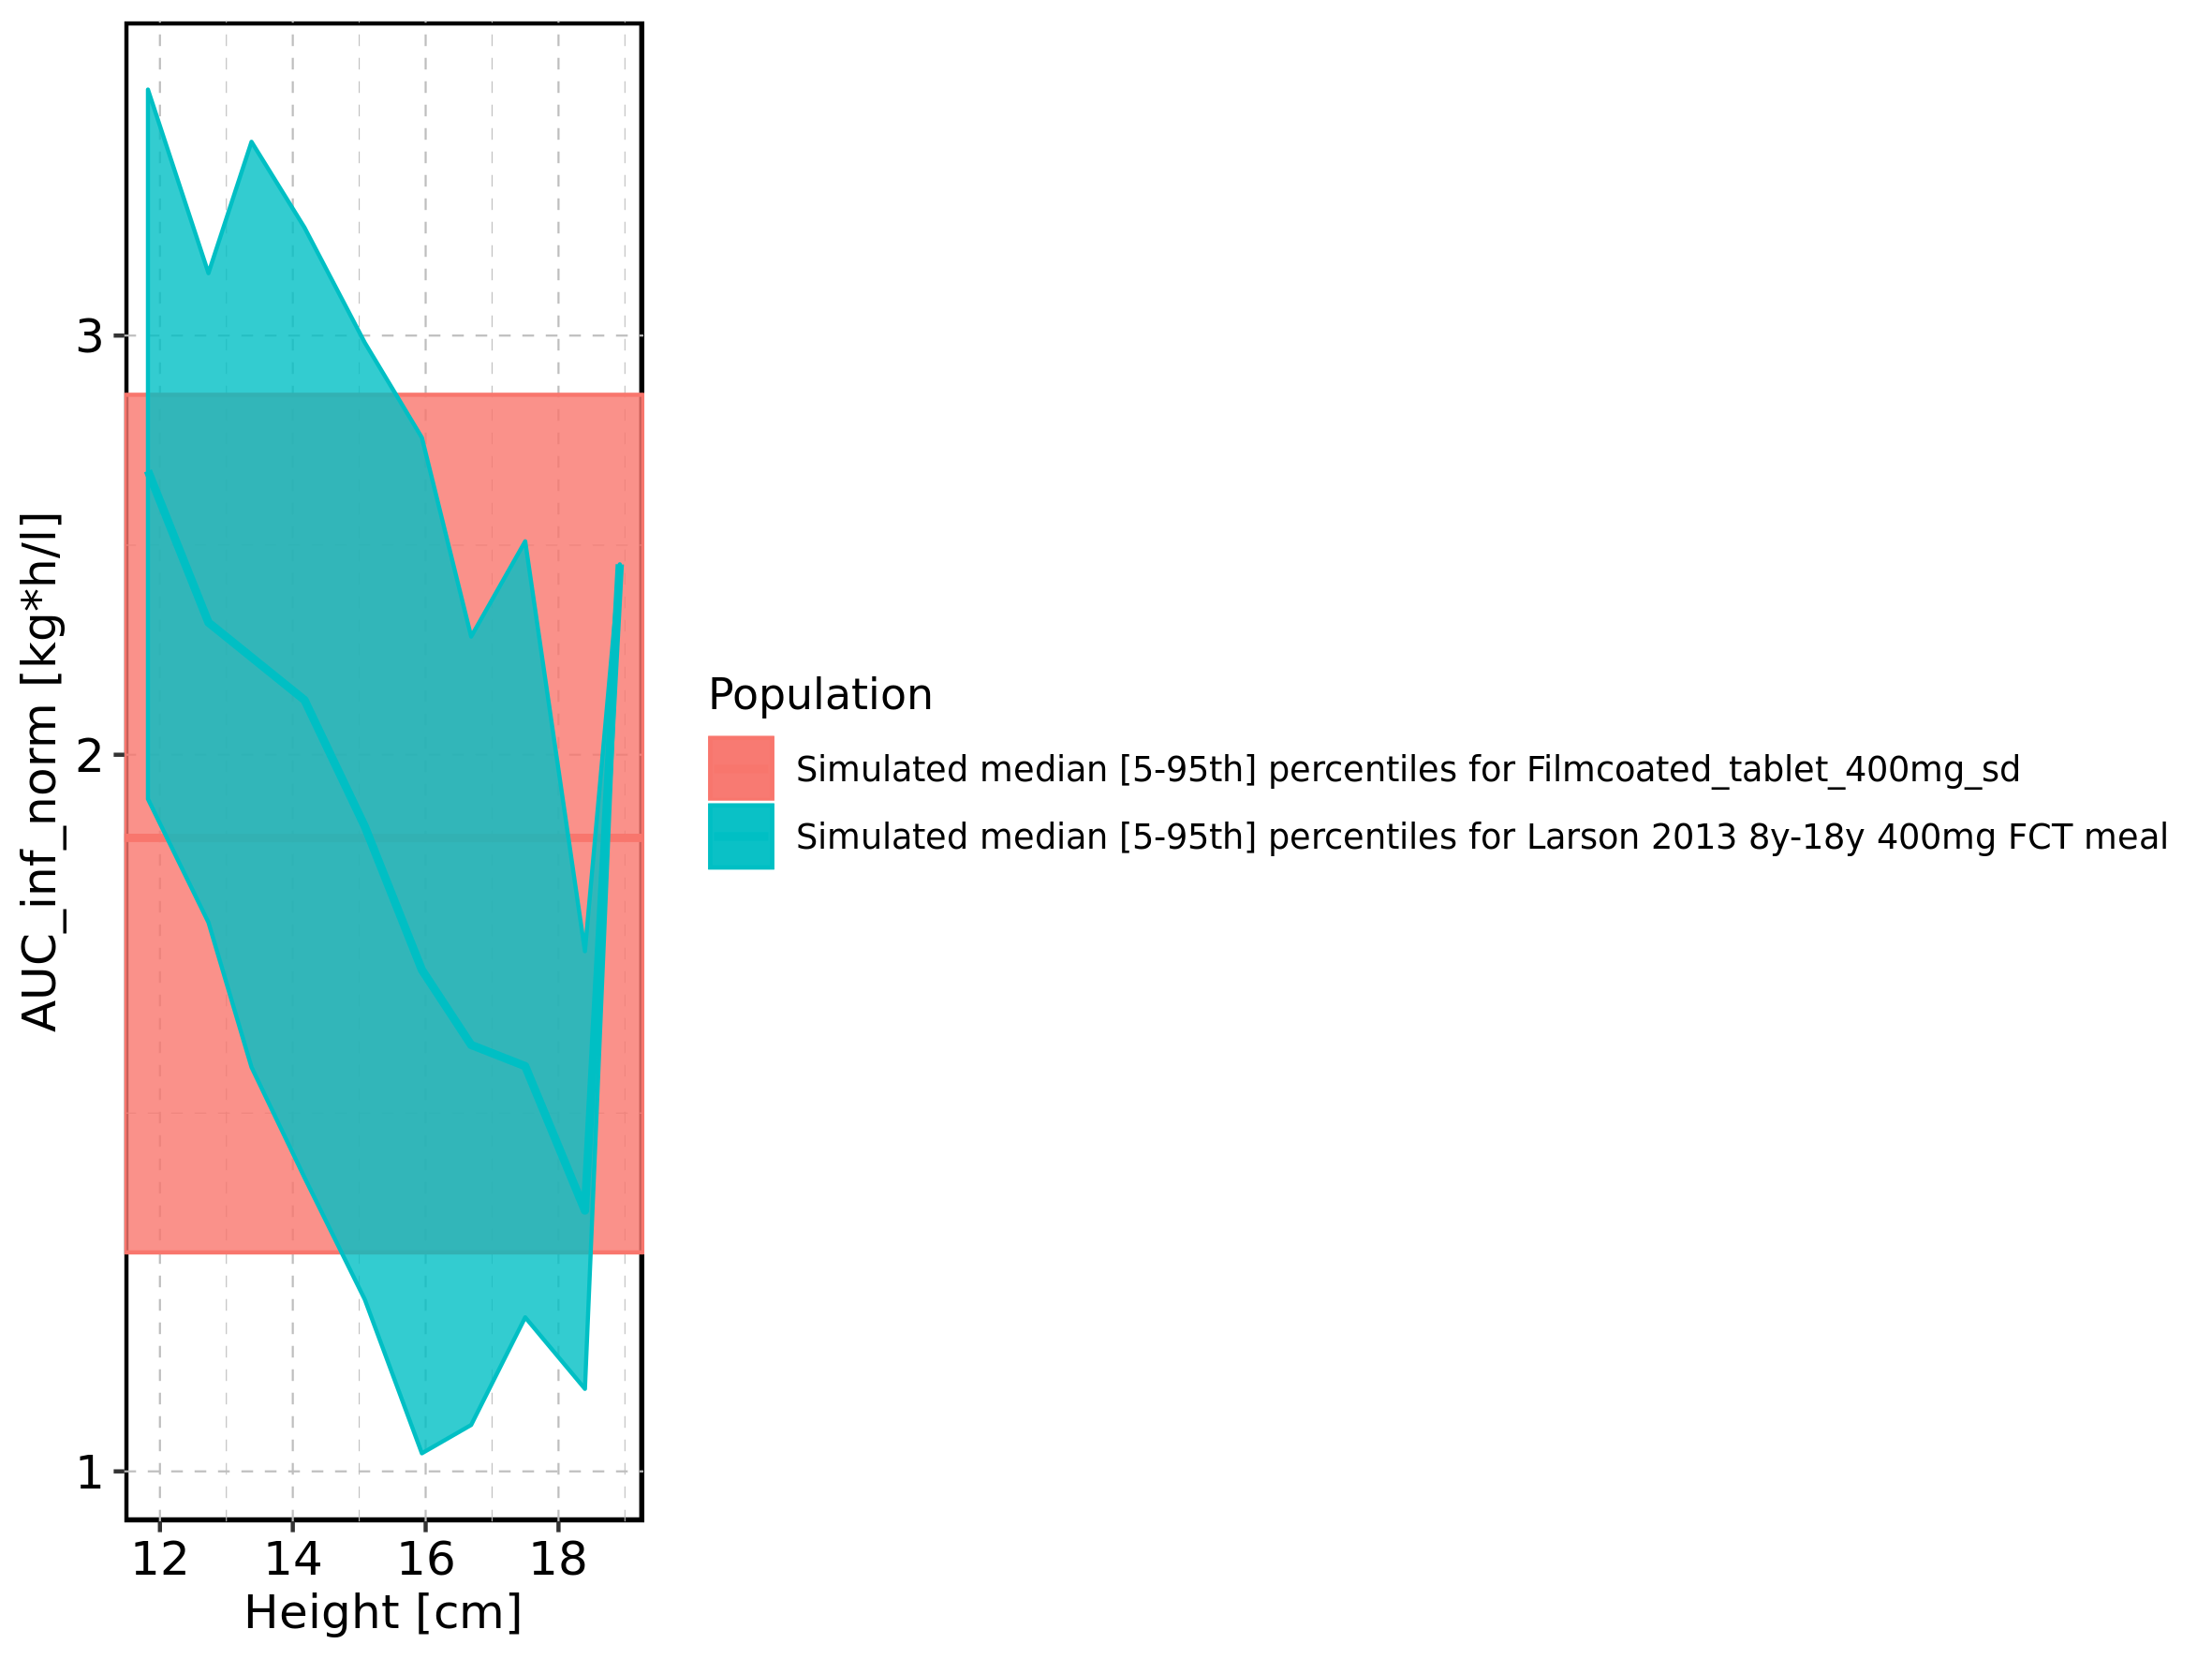 3
2
1
AUC_inf_norm [kg*h/l]
12 14 16 18
Height [cm]
Population
Simulated median [5-95th] percentiles for Filmcoated_tablet_400mg_sd
Simulated median [5-95th] percentiles for Larson 2013 8y-18y 400mg FCT meal